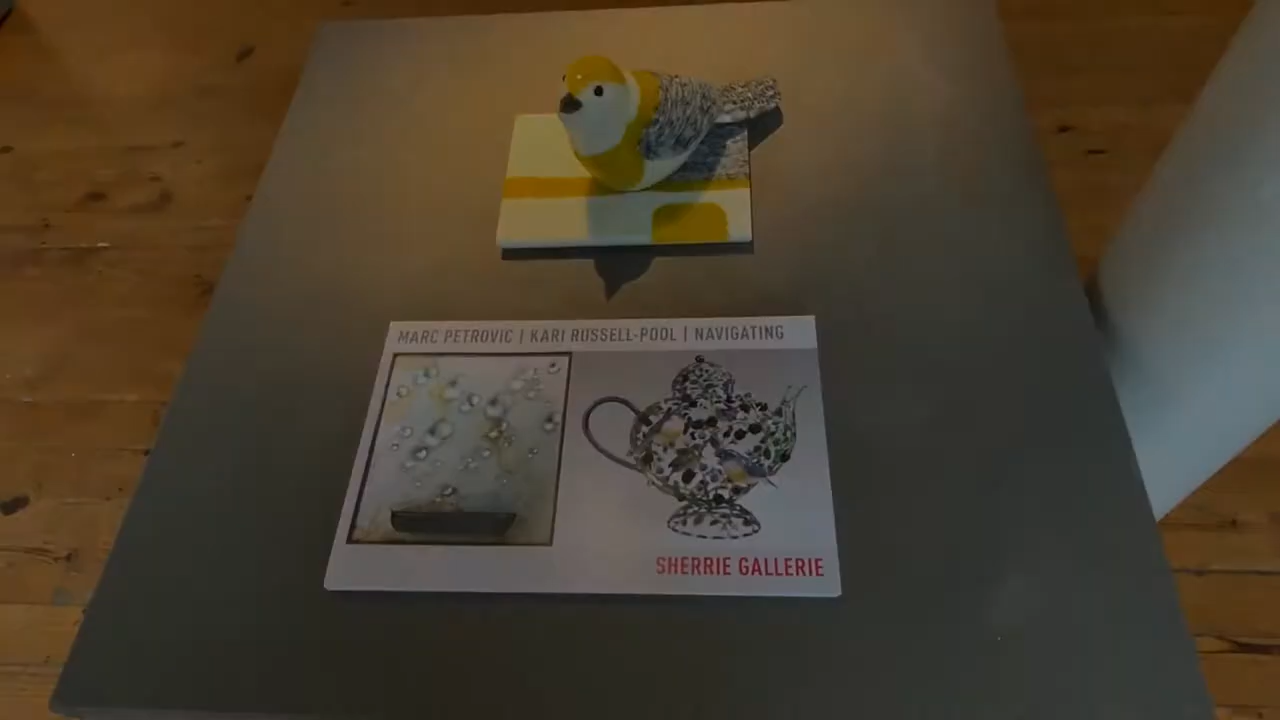 MARC PETROVIC | KARI RUSSELL-POOL | NAVIGATING
SHERRIE GALLERIE